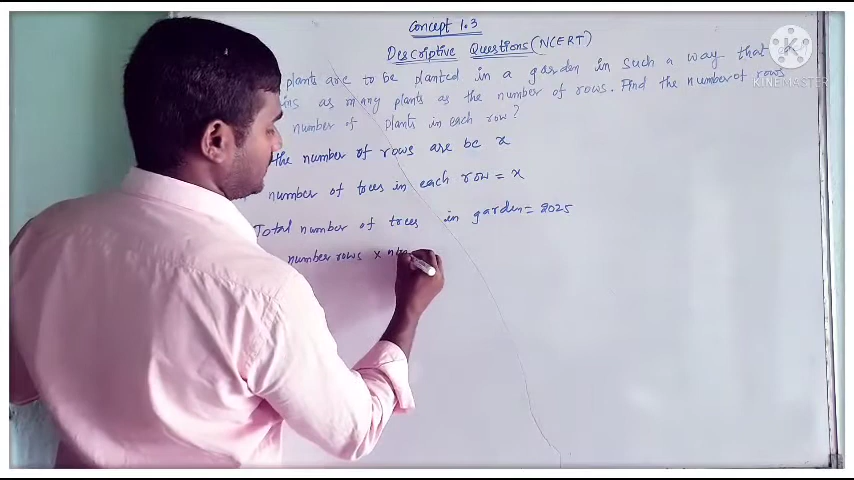 Concept 1.3
Descriptive Questions (NCERT)
plants are to be planted in a garden in such a way that
as many plants as the number of rows. Find the number of rows
number of plants in each row?
the number of rows are be x
number of trees in each row = x
Total number of trees in garden = 2025
number rows x
K
KINEMASTER